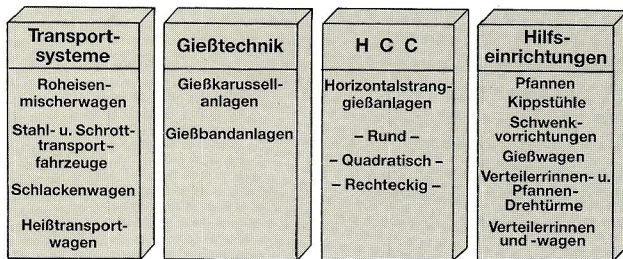 Transport-
systeme
Roheisen-
mischerwagen
Stahl- u. Schrott-
transport-
fahrzeuge
Schlackenwagen
Heißtransport-
wagen
Gießtechnik
Gießkarussell-
anlagen
Gießbandanlagen
H C C
Horizontalstrang-
gießanlagen
– Rund –
– Quadratisch –
– Rechteckig –
Hilfs-
einrichtungen
Pfannen
Kippstühle
Schwenk-
vorrichtungen
Gießwagen
Verteilerrinnen- u.
Pfannen-
Drehtürme
Verteilerrinnen
und -wagen